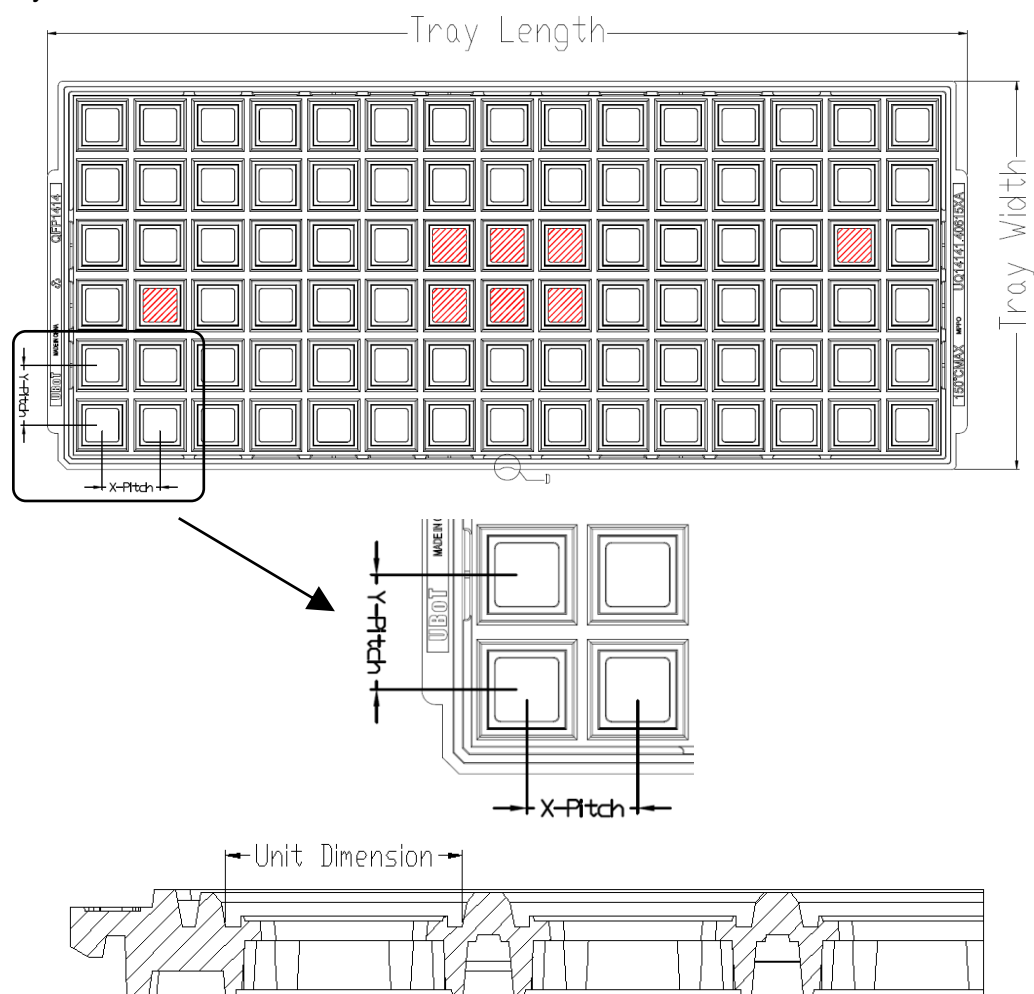 Tray Length
Tray Width
QFP1414
&
MADE IN CHINA
UBOT
UQ14141.40615XA
MPPO
150°CMAX
Y-Pitch
X-Pitch
D
MADE IN C
UBoT
Y-Pitch
X-Pitch
Unit Dimension